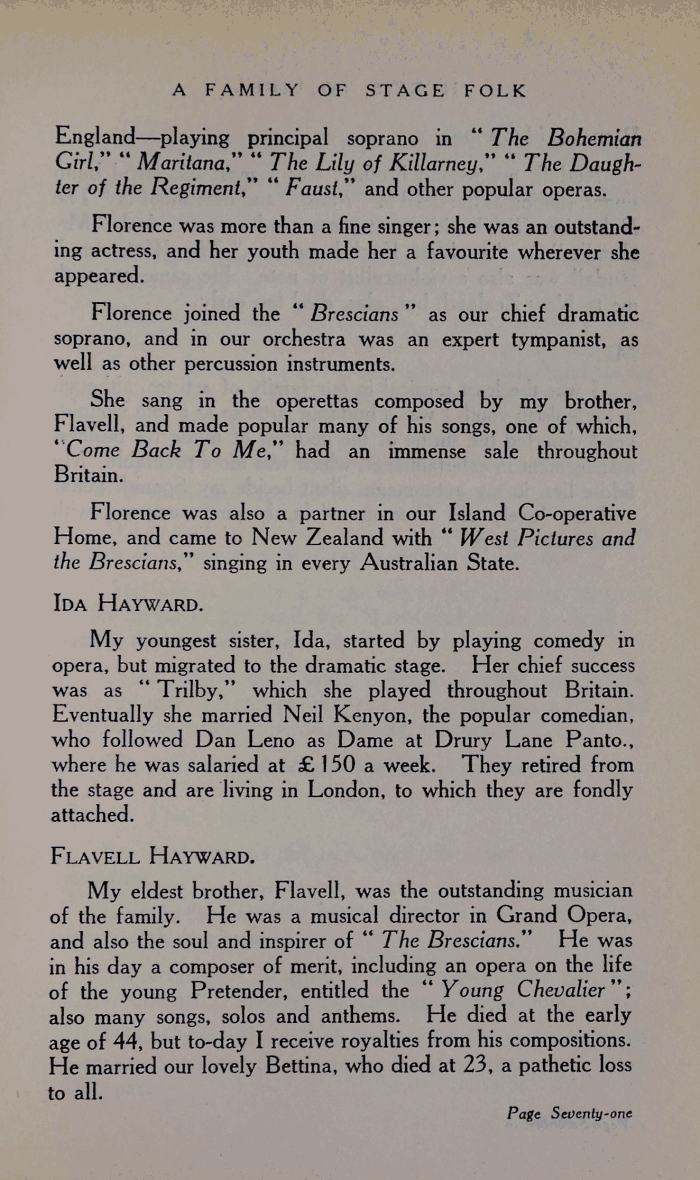 A FAMILY OF STAGE FOLK
England—playing principal soprano in “ The Bohemian
Girl,” “ Maritana,” “ The Lily of Killarney,” “ The Daugh-
ter of the Regiment,” “ Faust,” and other popular operas.
Florence was more than a fine singer; she was an outstand-
ing actress, and her youth made her a favourite wherever she
appeared.
Florence joined the “ Brescians ” as our chief dramatic
soprano, and in our orchestra was an expert tympanist, as
well as other percussion instruments.
She sang in the operettas composed by my brother,
Flavell, and made popular many of his songs, one of which,
“Come Back To Me,” had an immense sale throughout
Britain.
Florence was also a partner in our Island Co-operative
Home, and came to New Zealand with “ West Pictures and
the Brescians,” singing in every Australian State.
IDA HAYWARD.
My youngest sister, Ida, started by playing comedy in
opera, but migrated to the dramatic stage. Her chief success
was as “ Trilby,” which she played throughout Britain.
Eventually she married Neil Kenyon, the popular comedian,
who followed Dan Leno as Dame at Drury Lane Panto.,
where he was salaried at £150 a week. They retired from
the stage and are living in London, to which they are fondly
attached.
FLAVELL HAYWARD.
My eldest brother, Flavell, was the outstanding musician
of the family. He was a musical director in Grand Opera,
and also the soul and inspirer of “ The Brescians.” He was
in his day a composer of merit, including an opera on the life
of the young Pretender, entitled the “ Young Chevalier ”;
also many songs, solos and anthems. He died at the early
age of 44, but to-day I receive royalties from his compositions.
He married our lovely Bettina, who died at 23, a pathetic loss
to all.
Page Seventy-one